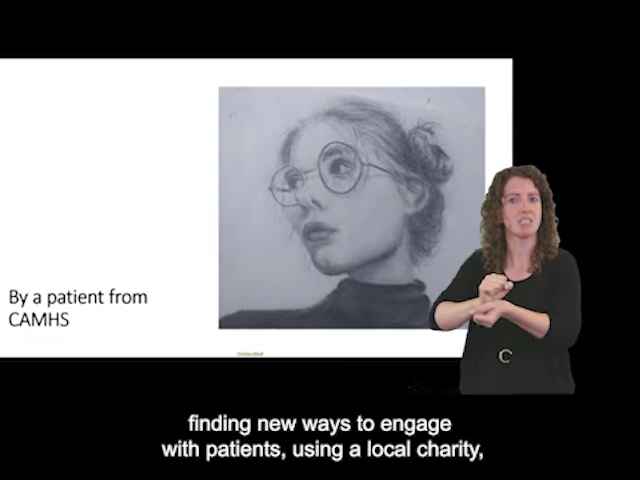 By a patient from
CAMHS
finding new ways to engage
with patients, using a local charity,